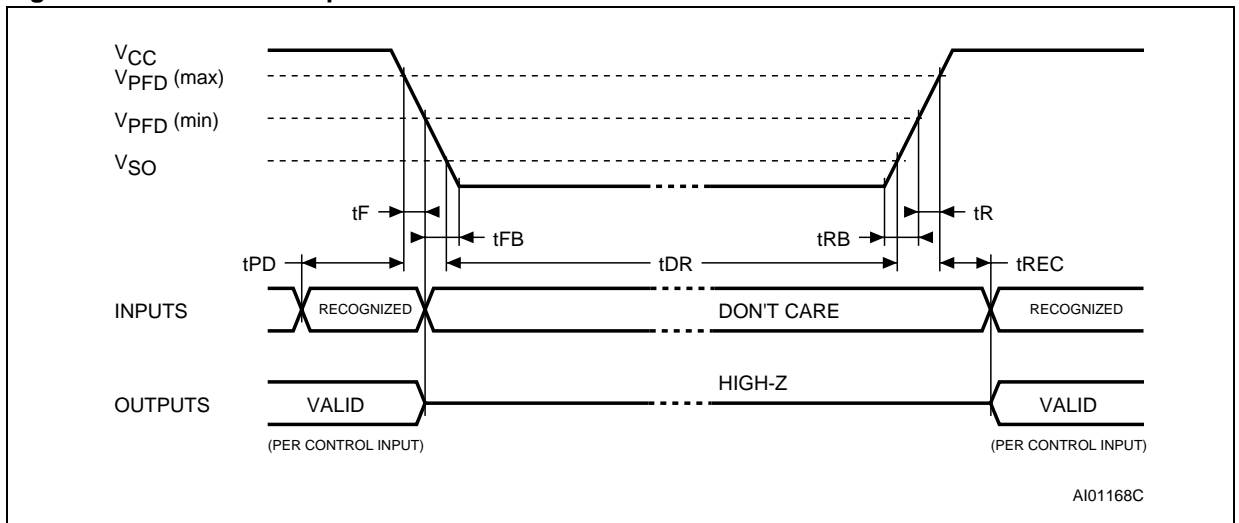 VCC
VPFD (max)
VPFD (min)
VSO
tF
tFB
tRB
tR
tPD
tDR
tREC
INPUTS
RECOGNIZED
DON'T CARE
RECOGNIZED
HIGH-Z
OUTPUTS
VALID
VALID
(PER CONTROL INPUT)
(PER CONTROL INPUT)
AI01168C